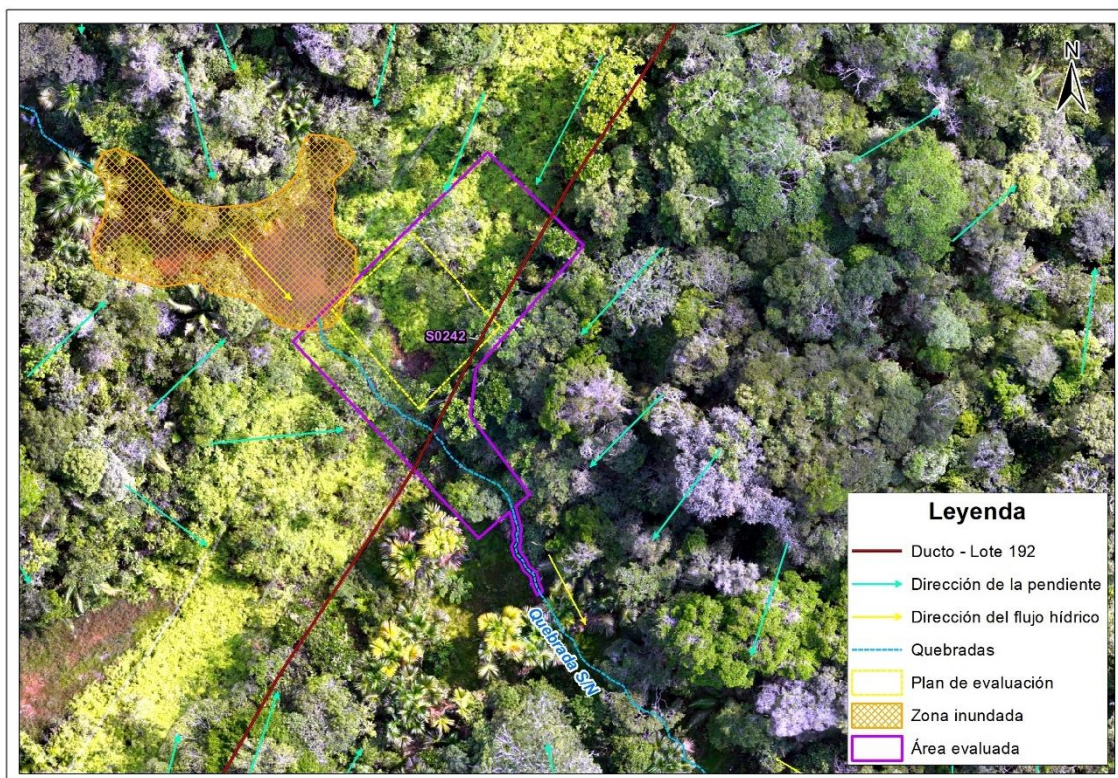 N
S0242
Quebrada S/N
Leyenda
Ducto - Lote 192
Dirección de la pendiente
Dirección del flujo hídrico
Quebradas
Plan de evaluación
Zona inundada
Área evaluada